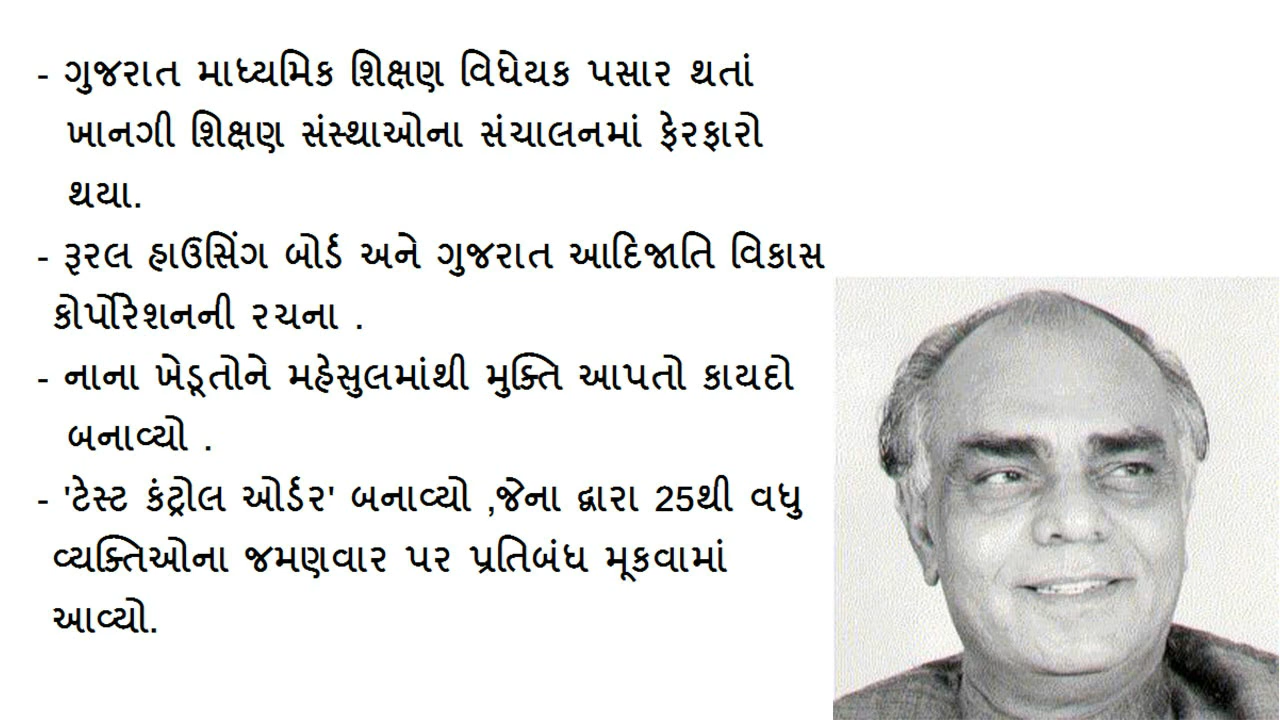 - ગુજરાત માધ્યમિક શિક્ષણ વિધેયક પસાર થતાં
ખાનગી શિક્ષણ સંસ્થાઓના સંચાલનમાં ફેરફારો
થયા.
- રૂરલ હાઉસિંગ બોર્ડ અને ગુજરાત આદિજાતિ વિકાસ
કોર્પોરેશનની રચના .
- નાના ખેડૂતોને મહેસુલમાંથી મુક્તિ આપતો કાયદો
બનાવ્યો .
- 'ટેસ્ટ કંટ્રોલ ઓર્ડર' બનાવ્યો ,જેના દ્વારા 25થી વધુ
વ્યક્તિઓના જમણવાર પર પ્રતિબંધ મૂકવામાં
આવ્યો.